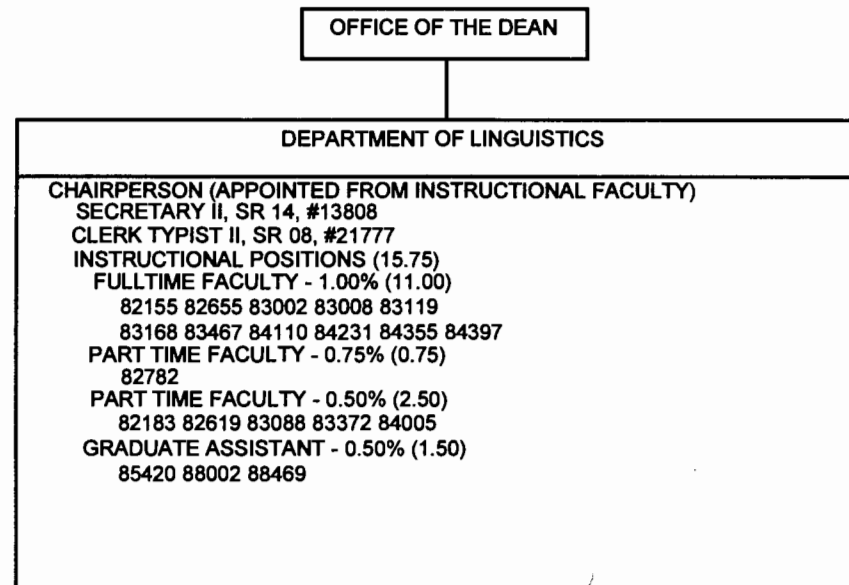 OFFICE OF THE DEAN
DEPARTMENT OF LINGUISTICS
CHAIRPERSON (APPOINTED FROM INSTRUCTIONAL FACULTY)
SECRETARY II, SR 14, #13808
CLERK TYPIST II, SR 08, #21777
INSTRUCTIONAL POSITIONS (15.75)
FULLTIME FACULTY - 1.00% (11.00)
82155 82655 83002 83008 83119
83168 83467 84110 84231 84355 84397
PART TIME FACULTY - 0.75% (0.75)
82782
PART TIME FACULTY - 0.50% (2.50)
82183 82619 83088 83372 84005
GRADUATE ASSISTANT - 0.50% (1.50)
85420 88002 88469